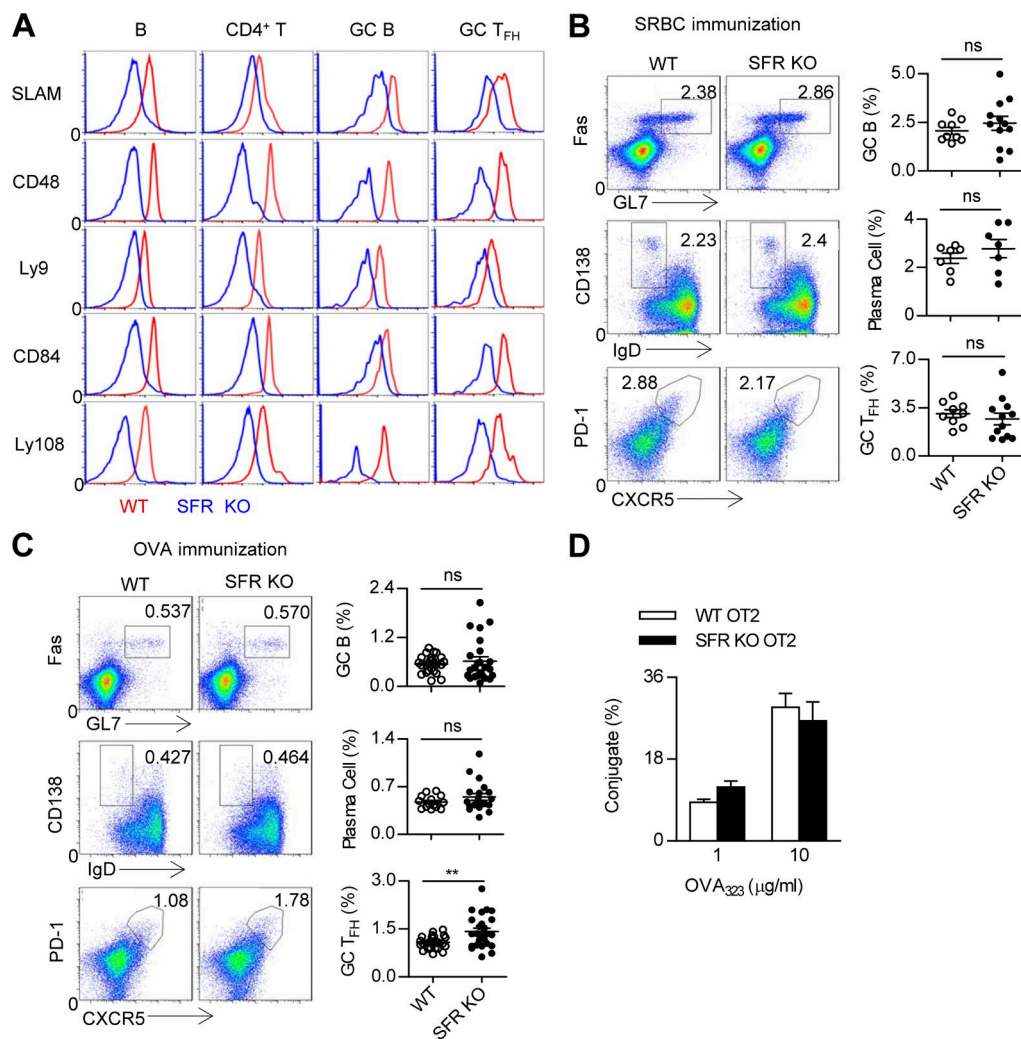 A
B CD4+ T GC B GC TFH
SLAM
0
CD48
0
Ly9
0
CD84
0
Ly108
0
WT SFR KO
B
SRBC immunization
WT SFR KO
Fas
2.38 2.86
0
GL7
CD138
2.23 2.4
0
IgD
PD-1
2.88 2.17
0
CXCR5
ns
GC B (%)
5.0
2.5
0.0
ns
Plasma Cell (%)
4
2
0
ns
GC TFH (%)
7.0
3.5
0.0
WT SFR KO
C
OVA immunization
WT SFR KO
Fas
0.537 0.570
0
GL7
CD138
0.427 0.464
0
IgD
PD-1
1.08 1.78
0
CXCR5
ns
GC B (%)
2.4
1.2
0.0
ns
Plasma Cell (%)
1.4
0.7
0.0
**
GC TFH (%)
3.0
1.5
0.0
WT SFR KO
D
WT OT2
SFR KO OT2
Conjugate (%)
36
18
0
1 10
OVA323 (μg/ml)